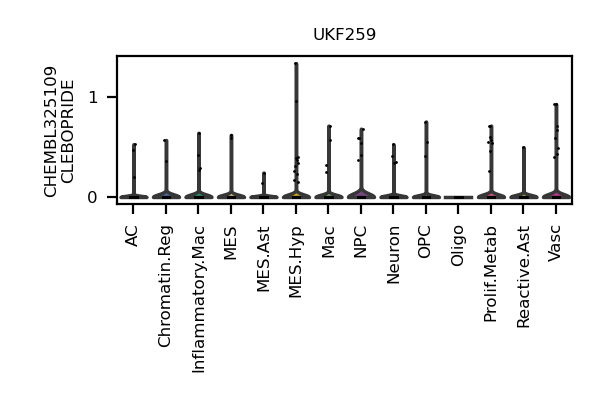 UKF259
CHEMBL325109
CLEBOPRIDE
1
0
AC
Chromatin.Reg
Inflammatory.Mac
MES
MES.Ast
MES.Hyp
Mac
NPC
Neuron
OPC
Oligo
Prolif.Metab
Reactive.Ast
Vasc